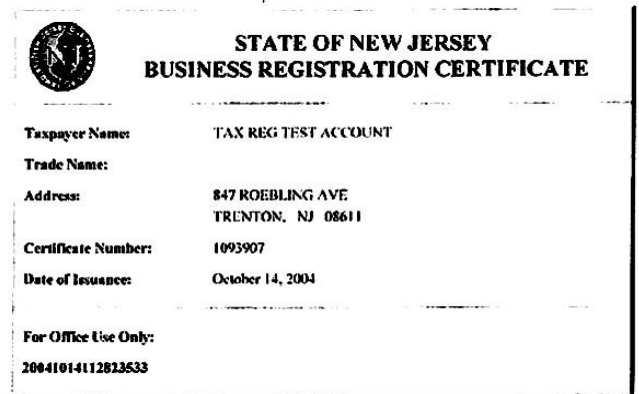 STATE OF NEW JERSEY
BUSINESS REGISTRATION CERTIFICATE
Taxpayer Name: TAX REG TEST ACCOUNT
Trade Name:
Address: 847 ROEBLING AVE
TRENTON, NJ 08611
Certificate Number: 1093907
Date of Issuance: October 14, 2004
For Office Use Only:
20041014112823533